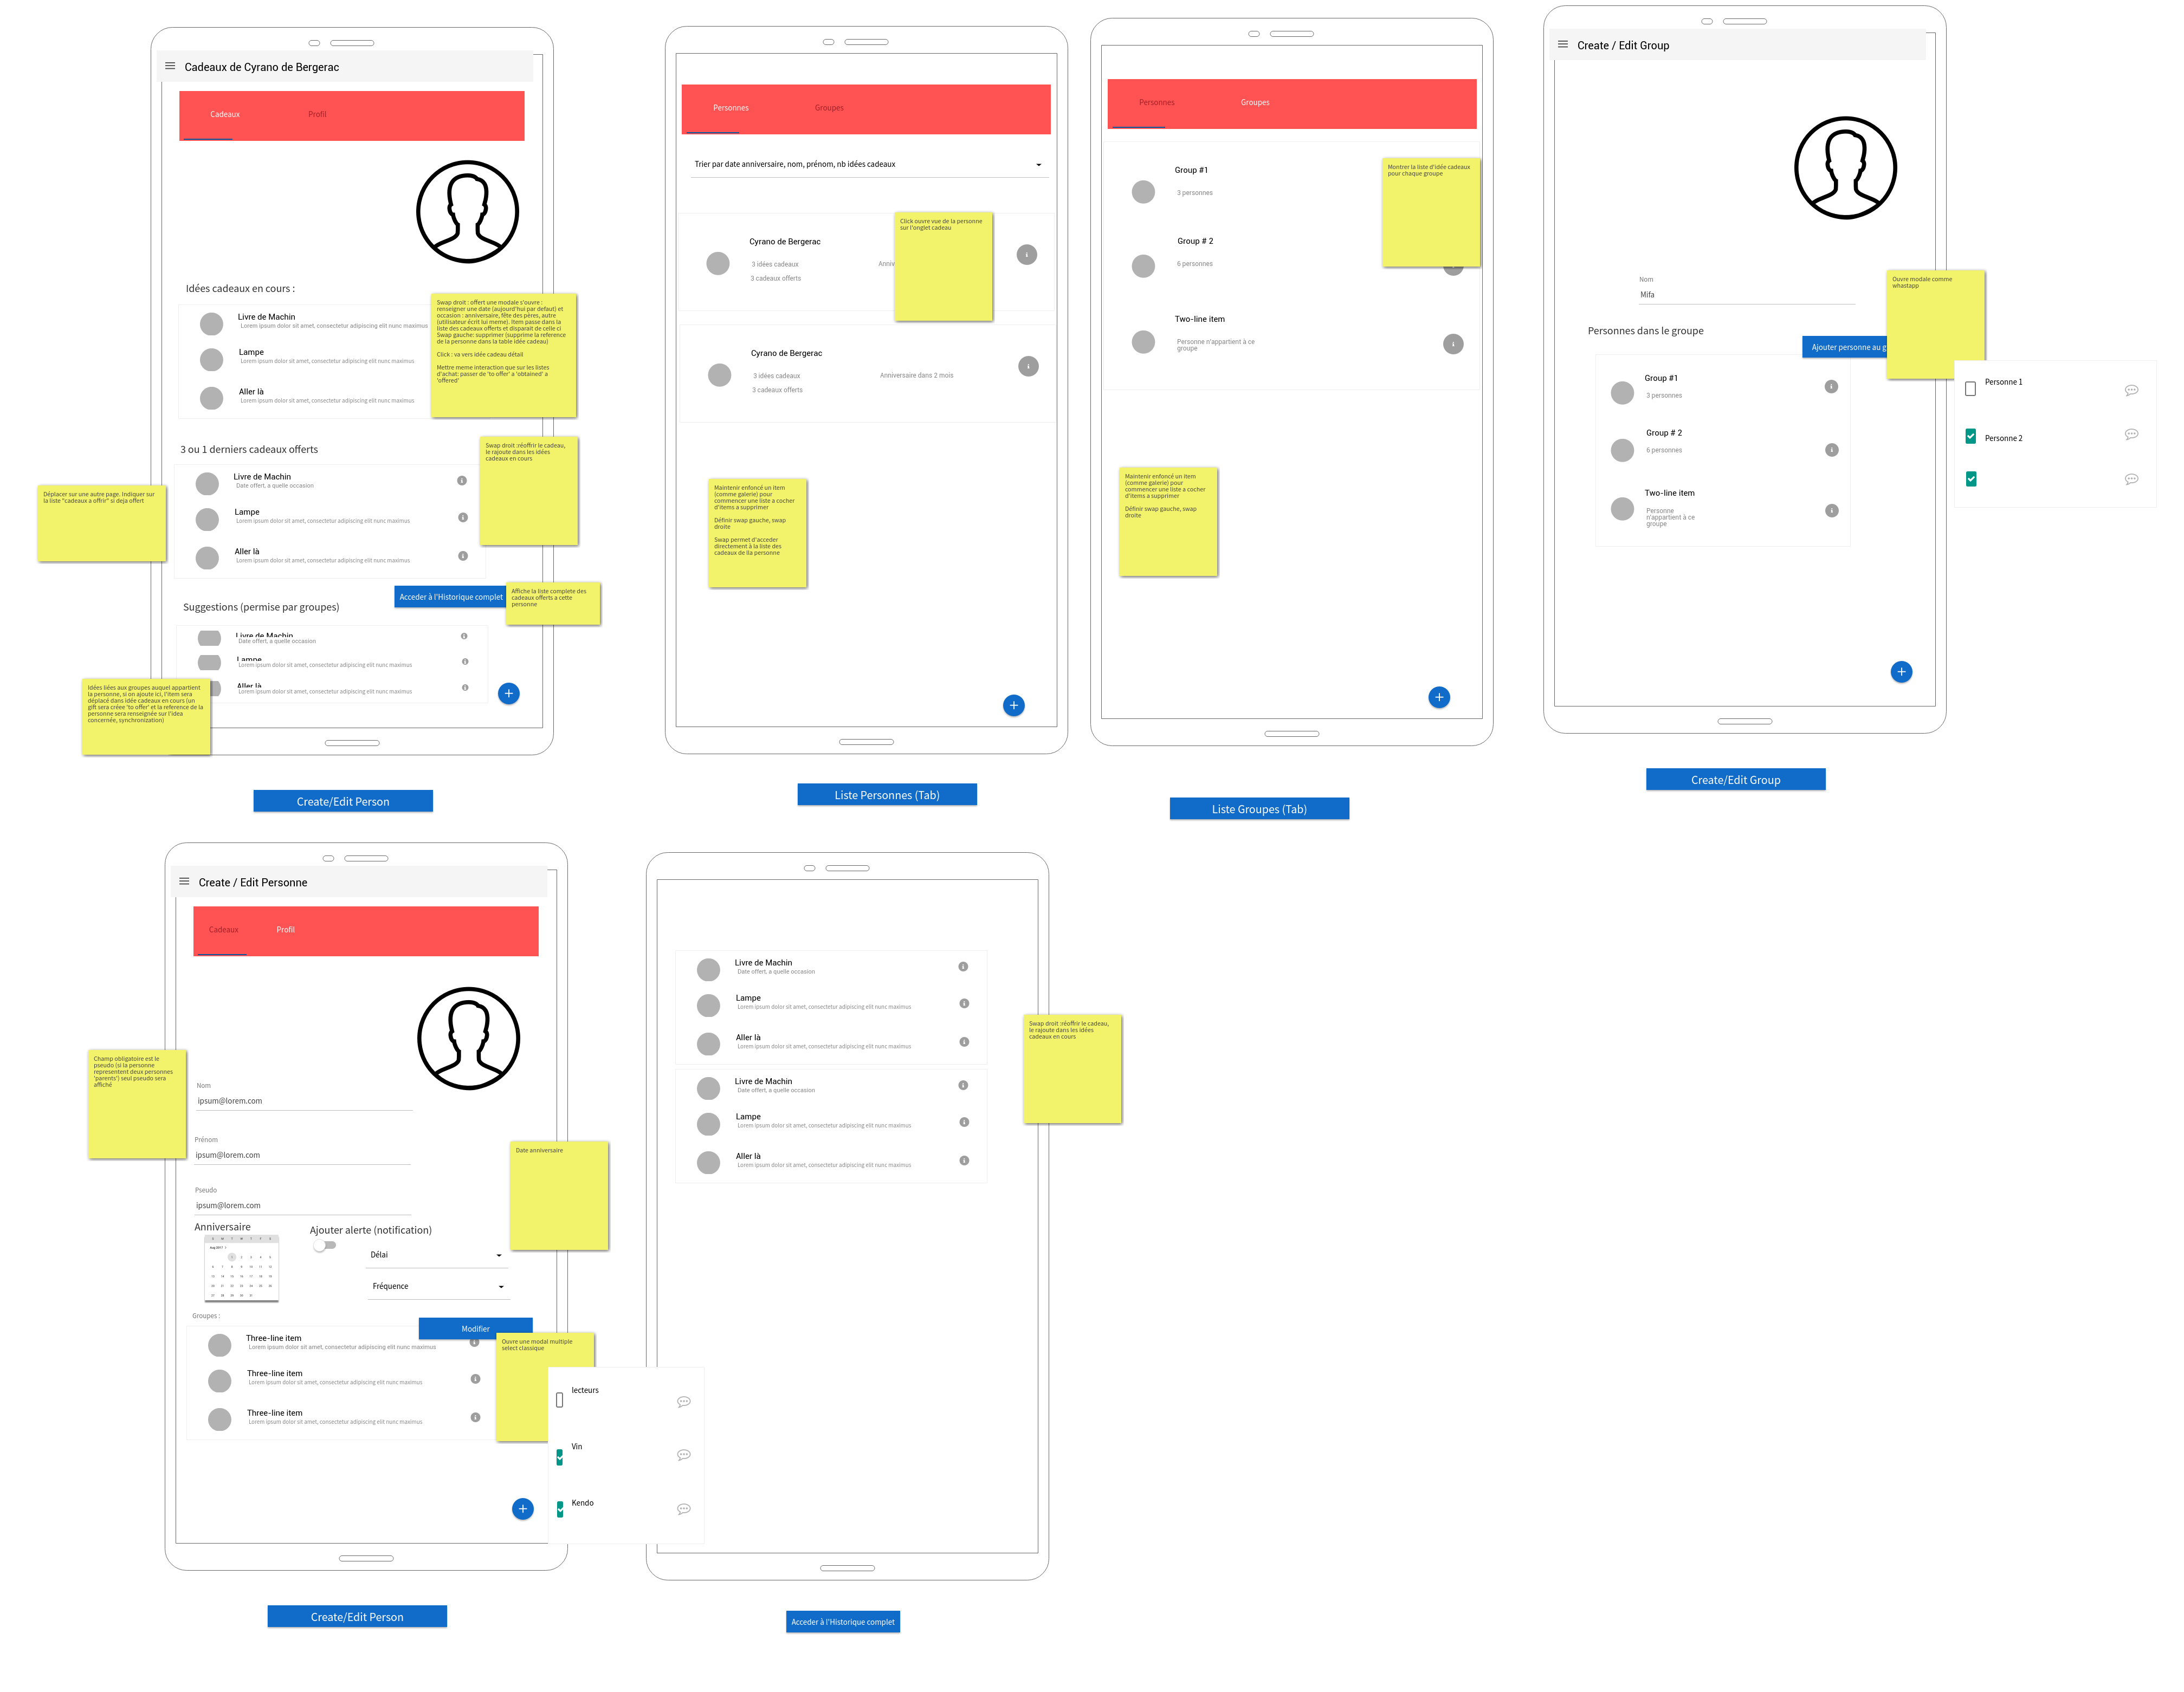 Cadeaux de Cyrano de Bergerac
Cadeaux
Profil
Idées cadeaux en cours :
Livre de Machin
Lorem ipsum dolor sit amet, consectetur adipiscing elit nunc maximus
Lampe
Lorem ipsum dolor sit amet, consectetur adipiscing elit nunc maximus
Aller là
Lorem ipsum dolor sit amet, consectetur adipiscing elit nunc maximus
Swap droit : offert une modale s'ouvre :
renseigner une date (aujourd'hui par defaut) et
occasion : anniversaire, fête des pères, autre
(utilisateur écrit lui meme). Item passe dans la
liste des cadeaux offerts et disparait de celle ci
Swap gauche: supprimer (supprime la reference
de la personne dans la table idée cadeau)
Click : va vers idée cadeau détail
Mettre meme interaction que sur les listes
d'achat: passer de 'to offer' a 'obtained' a
'offered'
3 ou 1 derniers cadeaux offerts
Livre de Machin
Date offert, a quelle occasion
Lampe
Lorem ipsum dolor sit amet, consectetur adipiscing elit nunc maximus
Aller là
Lorem ipsum dolor sit amet, consectetur adipiscing elit nunc maximus
Swap droit :réoffrir le cadeau,
le rajoute dans les idées
cadeaux en cours
Déplacer sur une autre page. Indiquer sur
la liste "cadeaux a offrir" si deja offert
Acceder à l'Historique complet
Affiche la liste complete des
cadeaux offerts a cette
personne
Suggestions (permise par groupes)
Livre de Machin
Date offert, a quelle occasion
Lampe
Lorem ipsum dolor sit amet, consectetur adipiscing elit nunc maximus
Aller là
Lorem ipsum dolor sit amet, consectetur adipiscing elit nunc maximus
Idées liées aux groupes auquel appartient
la personne, si on ajoute ici, l'item sera
déplacé dans idée cadeau en cours (un
gift sera créee 'to offer' et la reference de la
personne sera renseignée sur l'idea
concernée, synchronization)
Create/Edit Person
Personnes
Groupes
Trier par date anniversaire, nom, prénom, nb idées cadeaux
Cyrano de Bergerac
3 idées cadeaux
Anniv
3 cadeaux offerts
Click ouvre vue de la personne
sur l'onglet cadeau
Cyrano de Bergerac
3 idées cadeaux
Anniversaire dans 2 mois
3 cadeaux offerts
Maintenir enfoncé un item
(comme galerie) pour
commencer une liste a cocher
d'items a supprimer
Définir swap gauche, swap
droite
Swap permet d'acceder
directement à la liste des
cadeaux de lla personne
Liste Personnes (Tab)
Personnes
Groupes
Group #1
3 personnes
Group # 2
6 personnes
Two-line item
Personne n'appartient à ce
groupe
Montrer la liste d'idée cadeaux
pour chaque groupe
Maintenir enfoncé un item
(comme galerie) pour
commencer une liste a cocher
d'items a supprimer
Définir swap gauche, swap
droite
Liste Groupes (Tab)
Create / Edit Group
Nom
Mifa
Personnes dans le groupe
Ajouter personne au g
Ouvre modale comme
whastapp
Group #1
3 personnes
Group # 2
6 personnes
Two-line item
Personne
n'appartient à ce
groupe
Personne 1
Personne 2
Create/Edit Group
Create / Edit Personne
Cadeaux
Profil
Champ obligatoire est le
pseudo (si la personne
representent deux personnes
'parents') seul pseudo sera
affiché
Nom
ipsum@lorem.com
Prénom
ipsum@lorem.com
Pseudo
ipsum@lorem.com
Date anniversaire
Anniversaire
Ajouter alerte (notification)
Délai
Fréquence
Groupes :
Modifier
Three-line item
Lorem ipsum dolor sit amet, consectetur adipiscing elit nunc maximus
Three-line item
Lorem ipsum dolor sit amet, consectetur adipiscing elit nunc maximus
Three-line item
Lorem ipsum dolor sit amet, consectetur adipiscing elit nunc maximus
Ouvre une modal multiple
select classique
lecteurs
Vin
Kendo
Create/Edit Person
Livre de Machin
Date offert, a quelle occasion
Lampe
Lorem ipsum dolor sit amet, consectetur adipiscing elit nunc maximus
Aller là
Lorem ipsum dolor sit amet, consectetur adipiscing elit nunc maximus
Livre de Machin
Date offert, a quelle occasion
Lampe
Lorem ipsum dolor sit amet, consectetur adipiscing elit nunc maximus
Aller là
Lorem ipsum dolor sit amet, consectetur adipiscing elit nunc maximus
Swap droit :réoffrir le cadeau,
le rajoute dans les idées
cadeaux en cours
Acceder à l'Historique complet